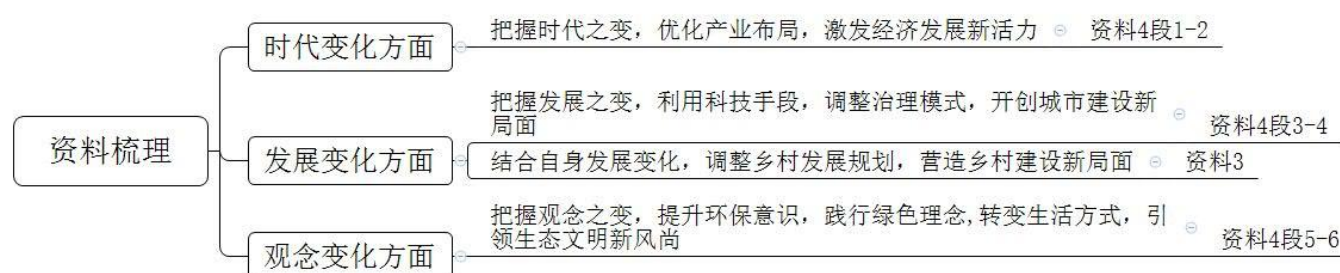 资料梳理
时代变化方面
把握时代之变，优化产业布局，激发经济发展新活力
资料4段1-2
发展变化方面
把握发展之变，利用科技手段，调整治理模式，开创城市建设新
局面
资料4段3-4
结合自身发展变化，调整乡村发展规划，营造乡村建设新局面
资料3
观念变化方面
把握观念之变，提升环保意识，践行绿色理念,转变生活方式，引
领生态文明新风尚
资料4段5-6